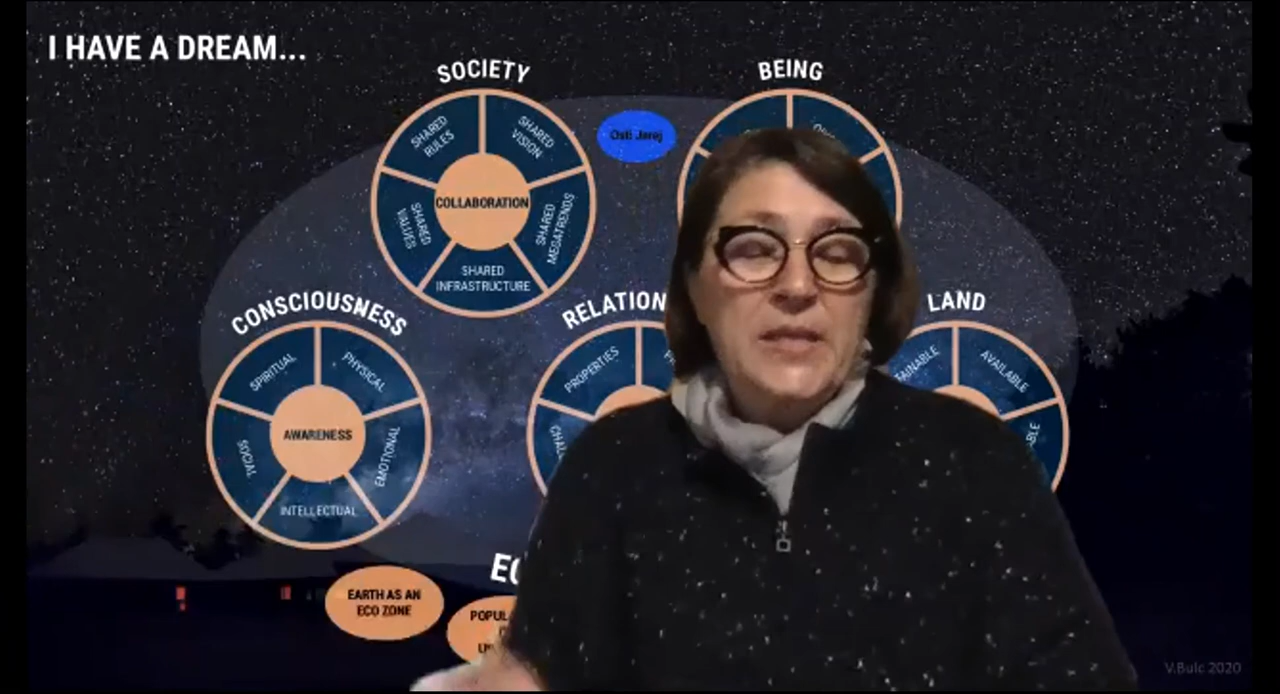 I HAVE A DREAM...
SOCIETY
BEING
SHARED
RULES
SHARED
VISION
Osti Jarej
COLLABORATION
SHARED
VALUES
SHARED
MEGATRENDS
SHARED
INFRASTRUCTURE
CONSCIOUSNESS
RELATION
LAND
SPIRITUAL
PHYSICAL
PROPERTIES
AVAILABLE
AWARENESS
SOCIAL
EMOTIONAL
INTELLECTUAL
EARTH AS AN
ECO ZONE
V.Bulc 2020